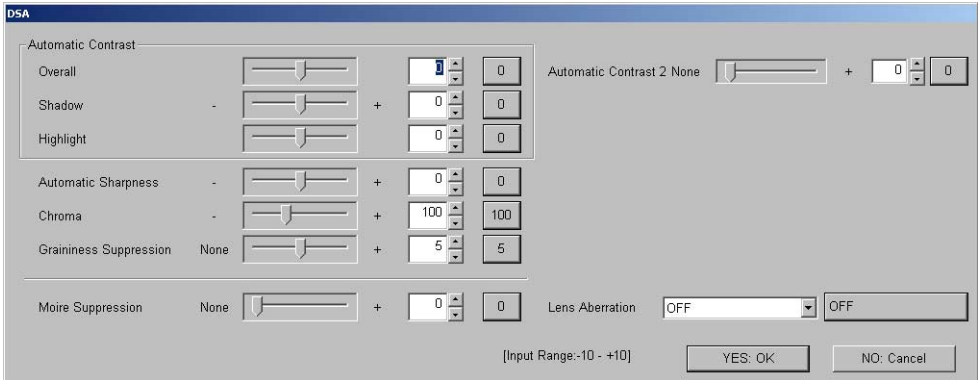 DSA
Automatic Contrast
Overall 0 0 Automatic Contrast 2 None + 0 0
Shadow - + 0 0
Highlight 0 0
Automatic Sharpness - + 0 0
Chroma - + 100 100
Graininess Suppression None + 5 5
Moire Suppression None + 0 0 Lens Aberration OFF OFF
[Input Range:-10 - +10] YES: OK NO: Cancel